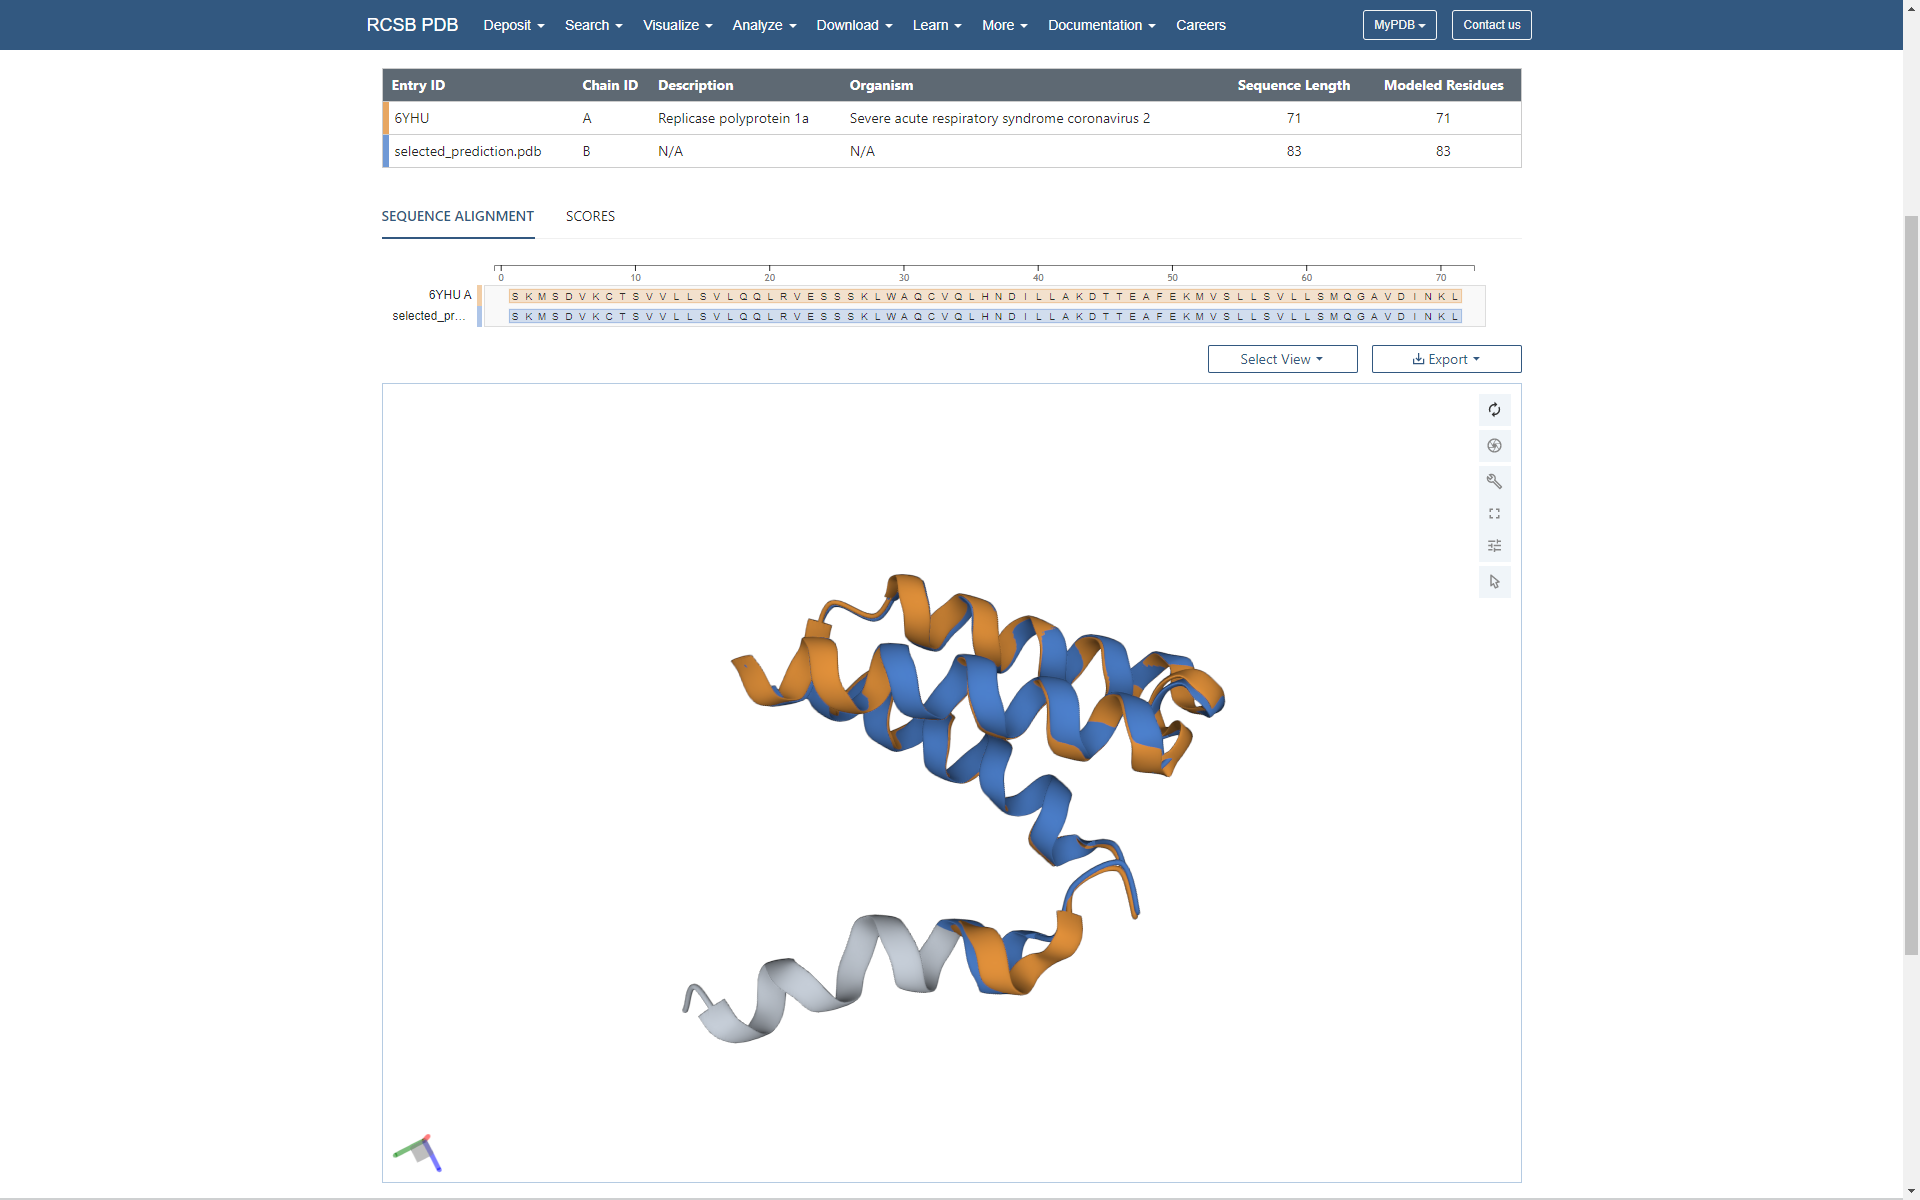 RCSB PDB Deposit Search Visualize Analyze Download Learn More Documentation Careers MyPDB Contact us
Entry ID Chain ID Description Organism Sequence Length Modeled Residues
6YHU A Replicase polyprotein 1a Severe acute respiratory syndrome coronavirus 2 71 71
selected_prediction.pdb B N/A N/A 83 83
SEQUENCE ALIGNMENT SCORES
0 10 20 30 40 50 60 70
6YHU A S K M S D V K C T S V V L L S V L Q Q L R V E S S S K L W A Q C V Q L H N D I L L A K D T T E A F E K M V S L L S V L L S M Q G A V D I N K L
selected_pr... S K M S D V K C T S V V L L S V L Q Q L R V E S S S K L W A Q C V Q L H N D I L L A K D T T E A F E K M V S L L S V L L S M Q G A V D I N K L
Select View Export